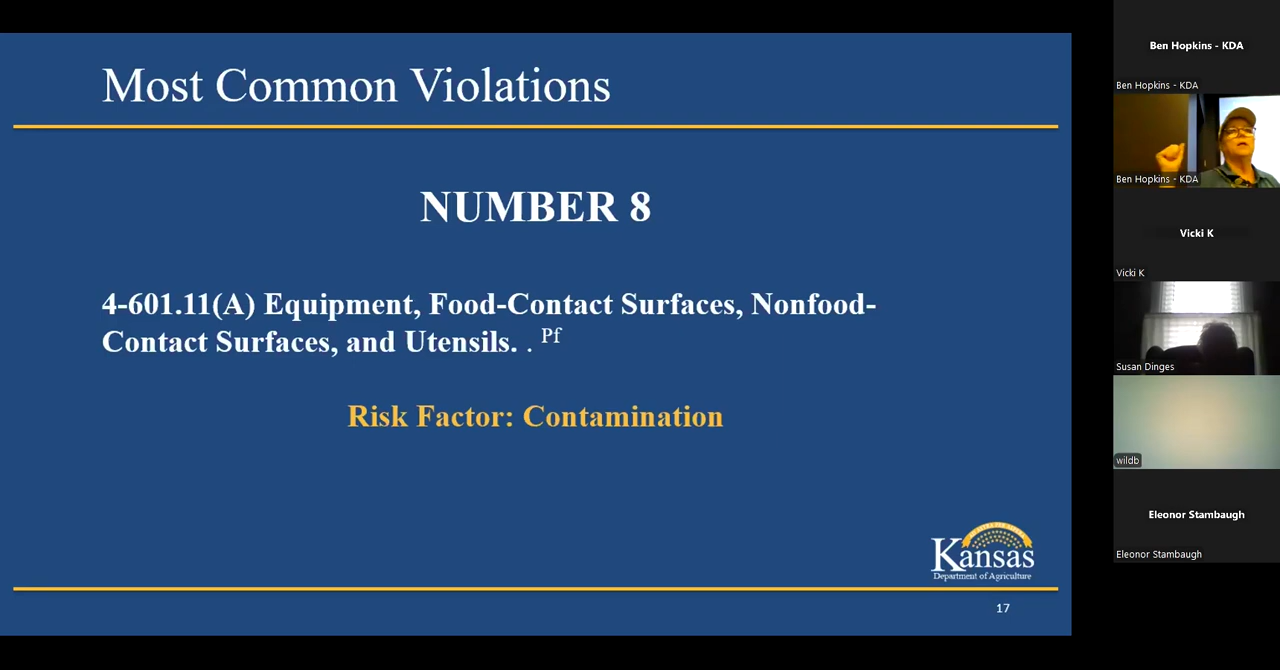 Most Common Violations
NUMBER 8
4-601.11(A) Equipment, Food-Contact Surfaces, Nonfood-
Contact Surfaces, and Utensils. . Pf
Risk Factor: Contamination
Kansas
Department of Agriculture
17
Ben Hopkins - KDA
Ben Hopkins - KDA
Ben Hopkins - KDA
Vicki K
Vicki K
Susan Dinges
wildb
Eleonor Stambaugh
Eleonor Stambaugh